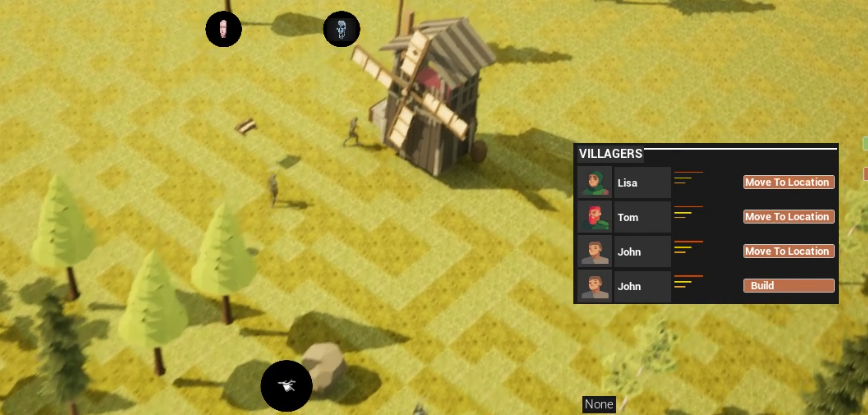 VILLAGERS
Lisa
Move To Location
Tom
Move To Location
John
Move To Location
John
Build
None